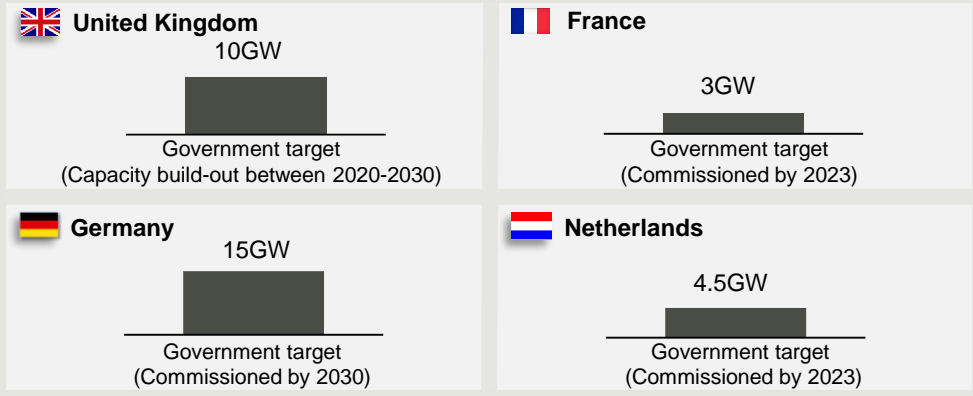 United Kingdom
10GW
Government target
(Capacity build-out between 2020-2030)
France
3GW
Government target
(Commissioned by 2023)
Germany
15GW
Government target
(Commissioned by 2030)
Netherlands
4.5GW
Government target
(Commissioned by 2023)